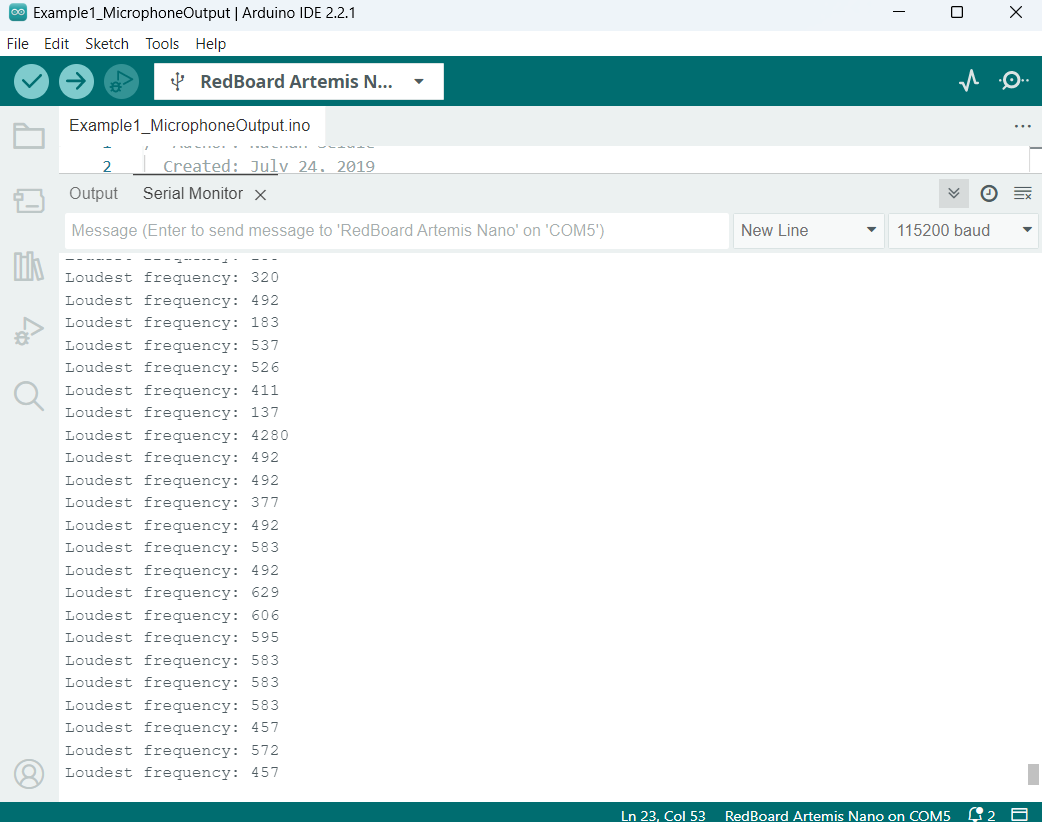 Example1_MicrophoneOutput | Arduino IDE 2.2.1
File Edit Sketch Tools Help
RedBoard Artemis N...
Example1_MicrophoneOutput.ino
2 Created: July 24, 2019
Output Serial Monitor
Message (Enter to send message to 'RedBoard Artemis Nano' on 'COM5')
New Line
115200 baud
Loudest frequency: 320
Loudest frequency: 492
Loudest frequency: 183
Loudest frequency: 537
Loudest frequency: 526
Loudest frequency: 411
Loudest frequency: 137
Loudest frequency: 4280
Loudest frequency: 492
Loudest frequency: 492
Loudest frequency: 377
Loudest frequency: 492
Loudest frequency: 583
Loudest frequency: 492
Loudest frequency: 629
Loudest frequency: 606
Loudest frequency: 595
Loudest frequency: 583
Loudest frequency: 583
Loudest frequency: 583
Loudest frequency: 457
Loudest frequency: 572
Loudest frequency: 457
Ln 23, Col 53 RedBoard Artemis Nano on COM5 2